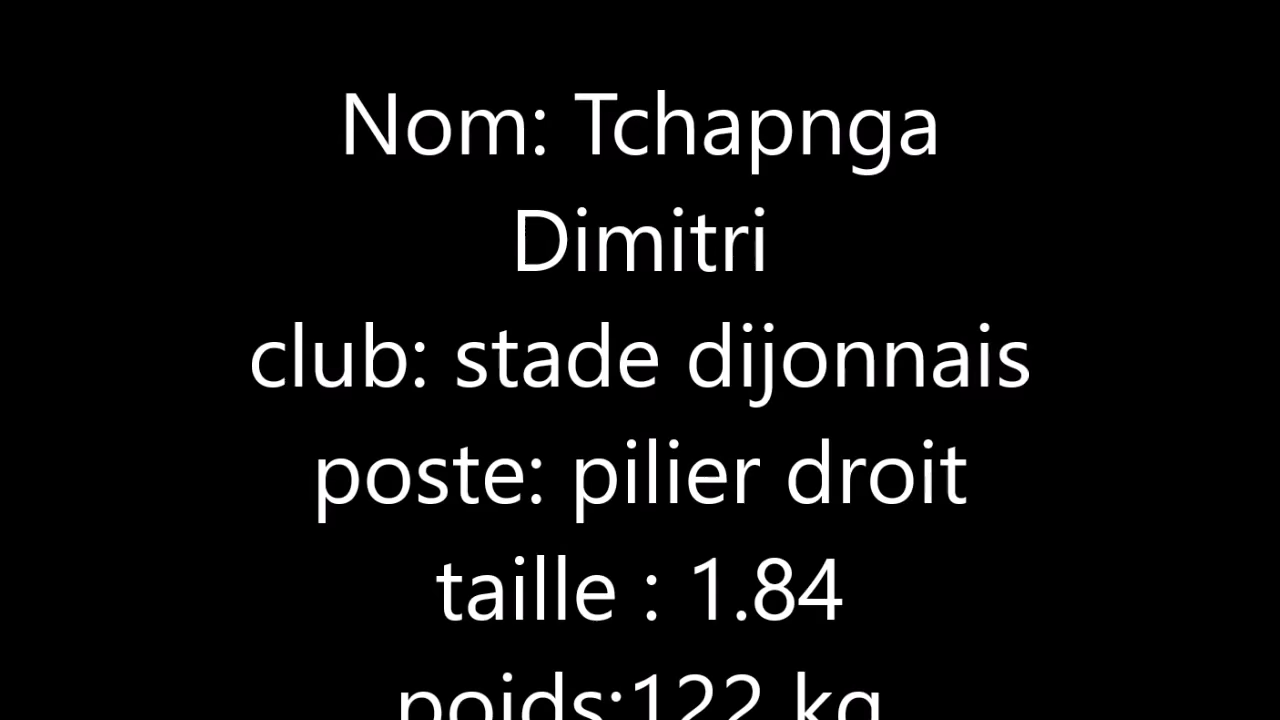 Nom: Tchapnga
Dimitri
club: stade dijonnais
poste: pilier droit
taille : 1.84
poids:122 kg